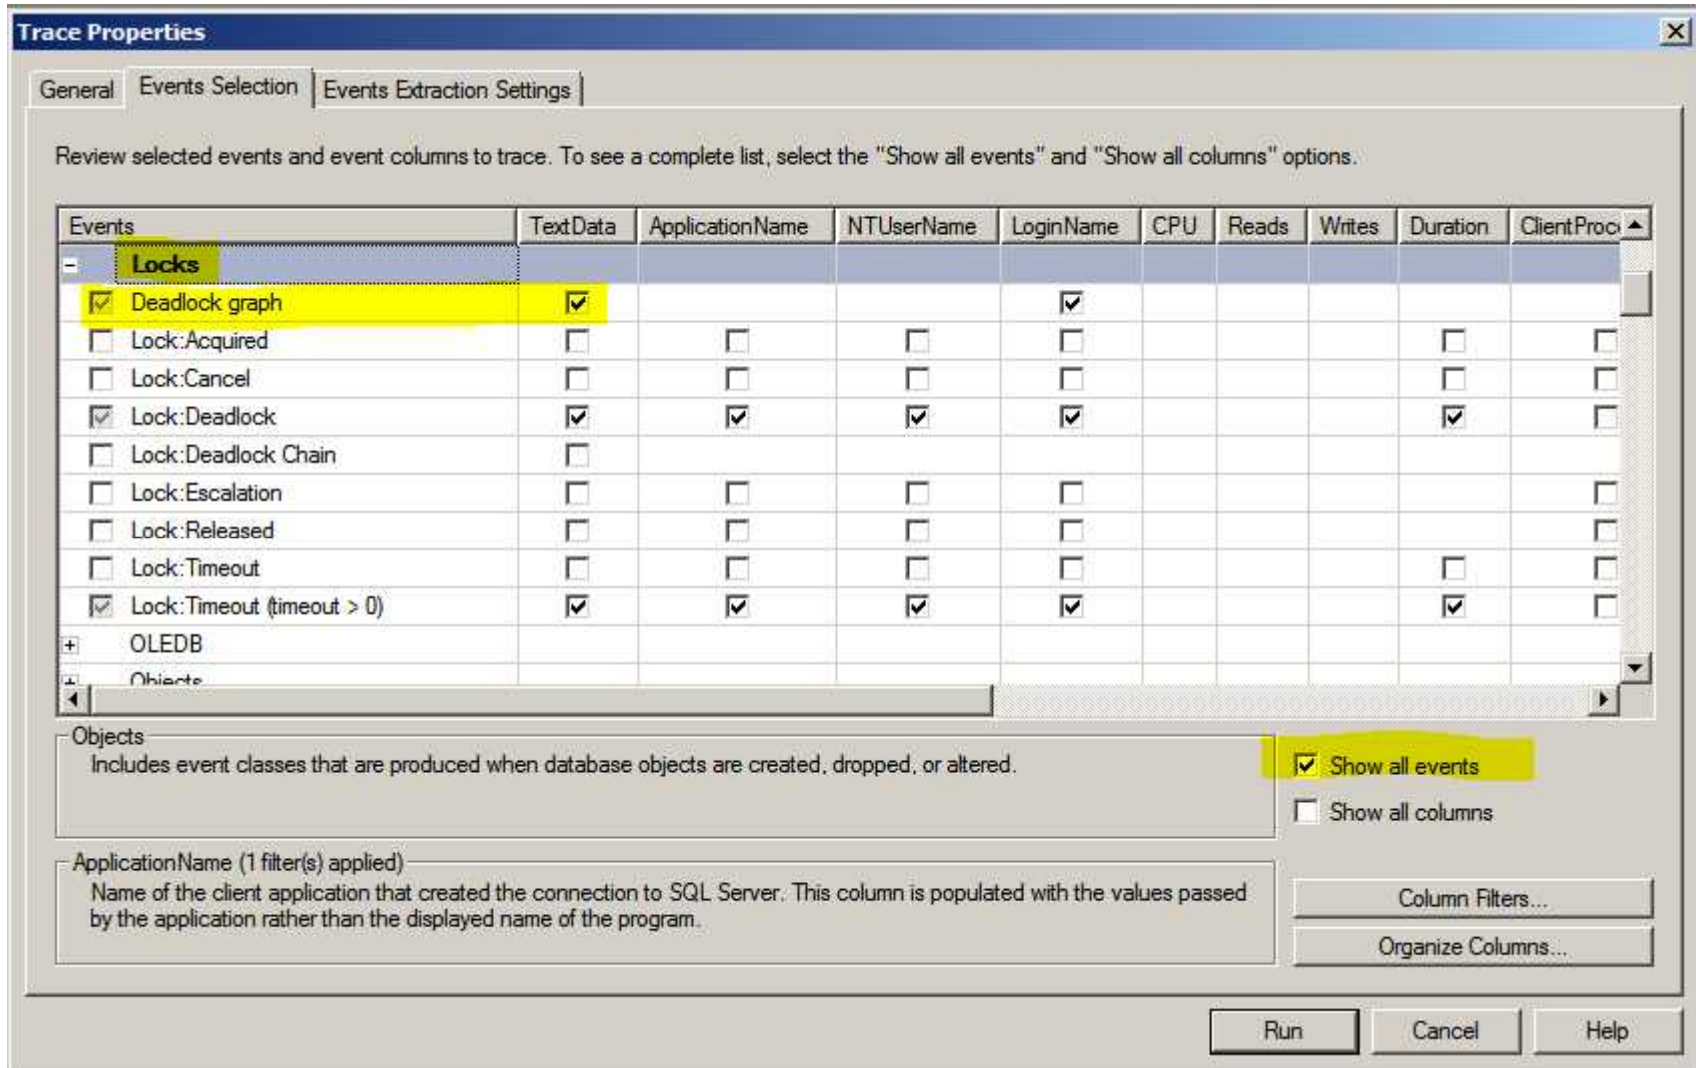 Trace Properties
General Events Selection Events Extraction Settings
Review selected events and event columns to trace. To see a complete list, select the "Show all events" and "Show all columns" options.
Events TextData ApplicationName NTUserName LoginName CPU Reads Writes Duration ClientProc
Locks
Deadlock graph
Lock:Acquired
Lock:Cancel
Lock:Deadlock
Lock:Deadlock Chain
Lock:Escalation
Lock:Released
Lock:Timeout
Lock:Timeout (timeout > 0)
OLEDB
Objects
Objects
Includes event classes that are produced when database objects are created, dropped, or altered.
Show all events
Show all columns
ApplicationName (1 filter(s) applied)
Name of the client application that created the connection to SQL Server. This column is populated with the values passed
by the application rather than the displayed name of the program.
Column Filters...
Organize Columns...
Run Cancel Help